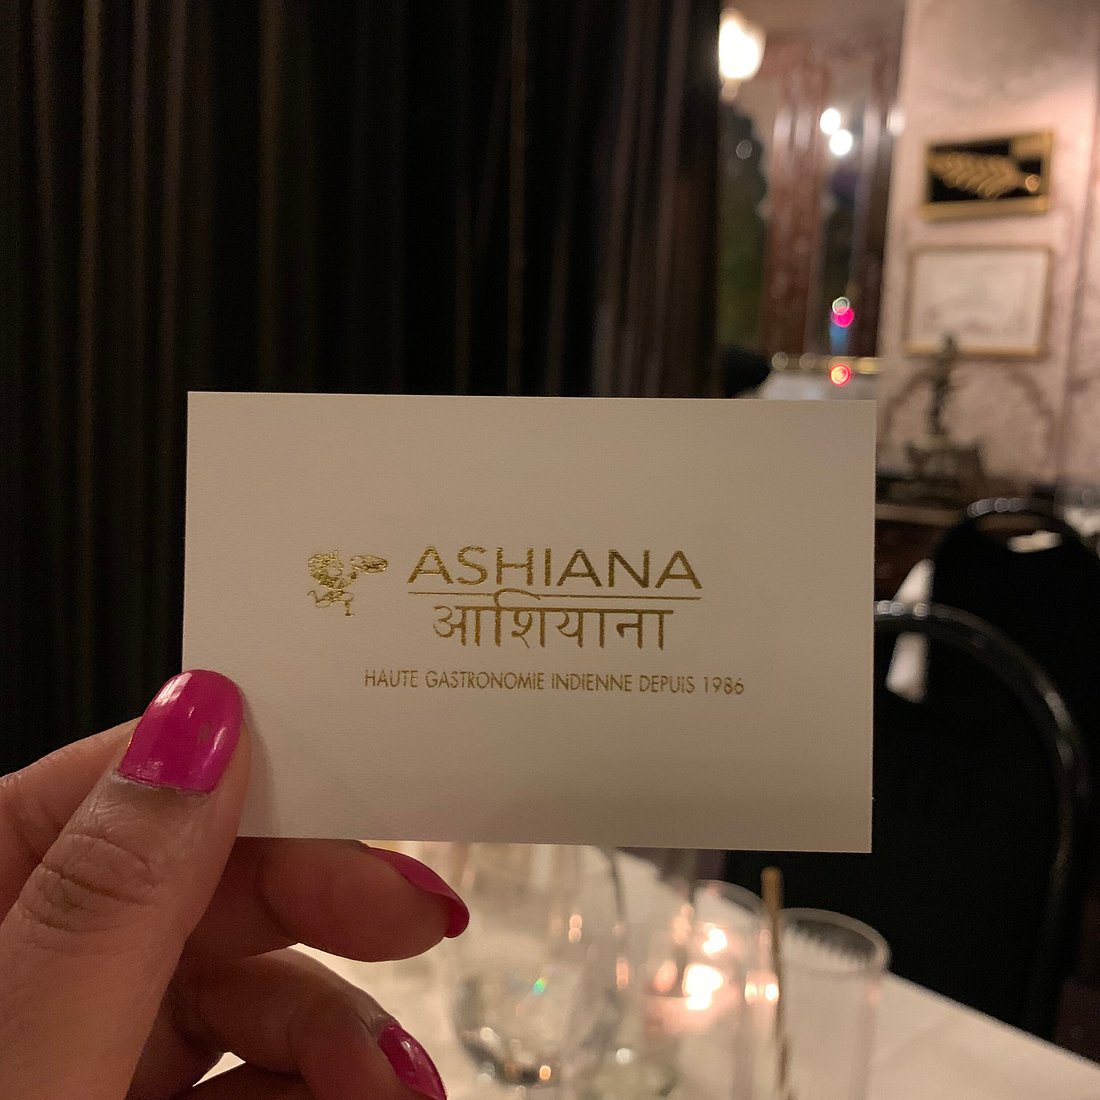 ASHIANA
आशियाना
HAUTE GASTRONOMIE INDIENNE DEPUIS 1986